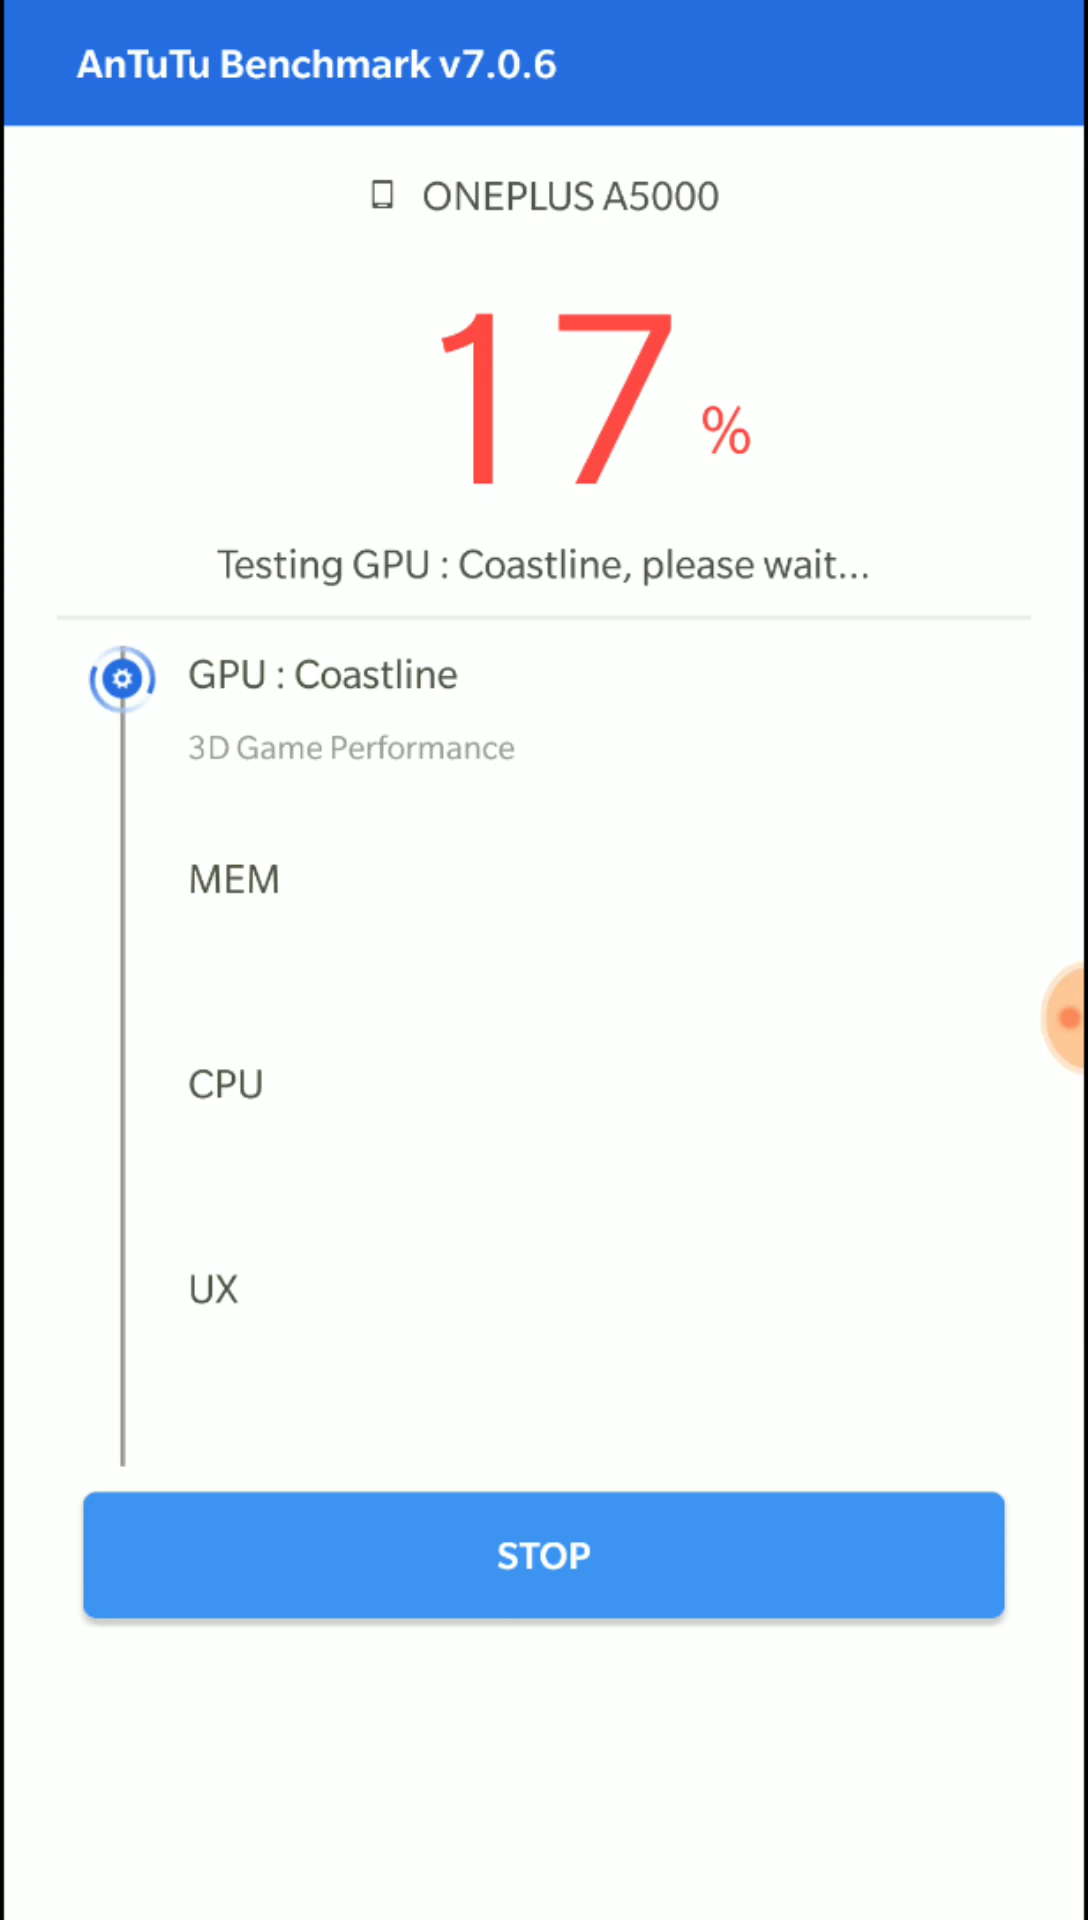 AnTuTu Benchmark v7.0.6
ONEPLUS A5000
17%
Testing GPU : Coastline, please wait...
GPU : Coastline
3D Game Performance
MEM
CPU
UX
STOP